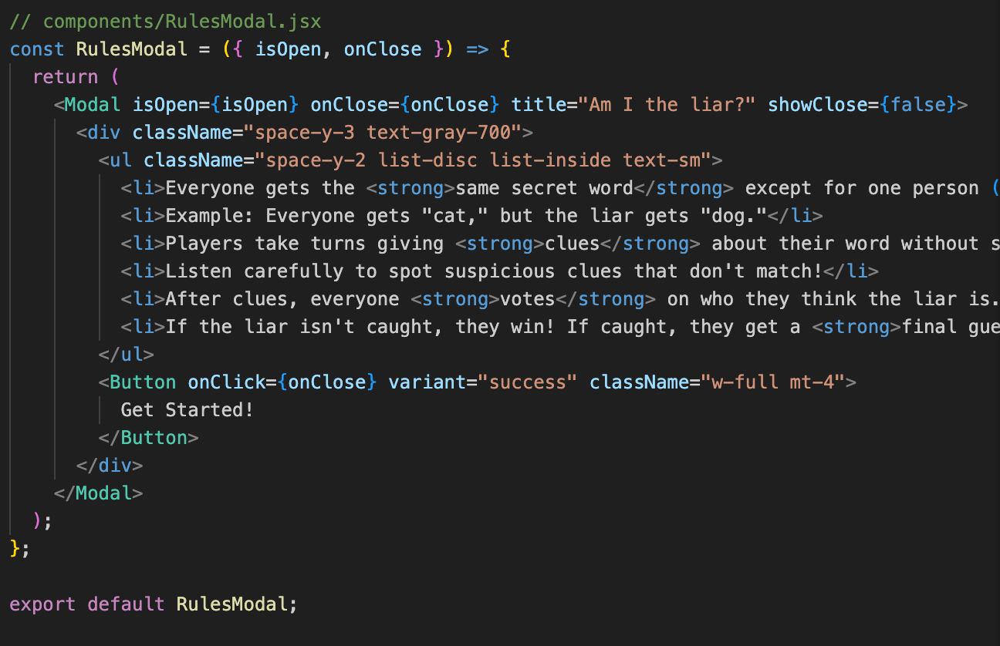 // components/RulesModal.jsx
const RulesModal = ({ isOpen, onClose }) => {
  return (
    <Modal isOpen={isOpen} onClose={onClose} title="Am I the liar?" showClose={false}>
      <div className="space-y-3 text-gray-700">
        <ul className="space-y-2 list-disc list-inside text-sm">
          <li>Everyone gets the <strong>same secret word</strong> except for one person (
          <li>Example: Everyone gets "cat," but the liar gets "dog."</li>
          <li>Players take turns giving <strong>clues</strong> about their word without s
          <li>Listen carefully to spot suspicious clues that don't match!</li>
          <li>After clues, everyone <strong>votes</strong> on who they think the liar is.
          <li>If the liar isn't caught, they win! If caught, they get a <strong>final gue
        </ul>
        <Button onClick={onClose} variant="success" className="w-full mt-4">
          Get Started!
        </Button>
      </div>
    </Modal>
  );
};
export default RulesModal;